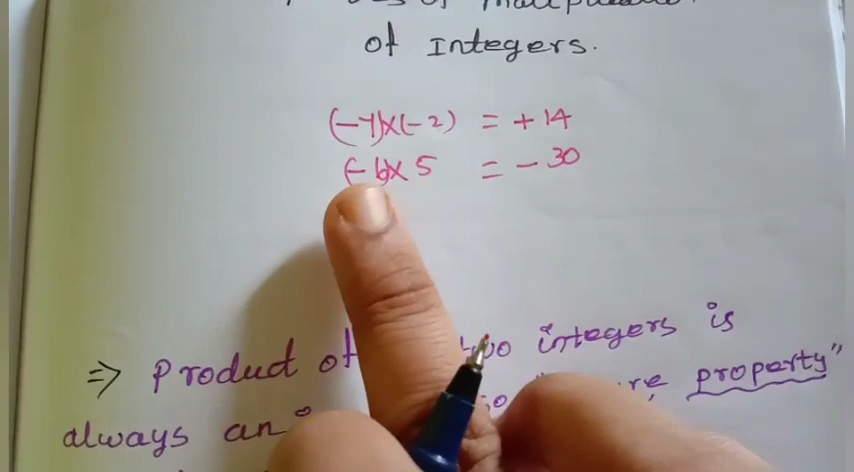 of Integers.
(-7)×(-2) = +14
(-6)× 5 = - 30
⇒ Product of two integers is
always an property"